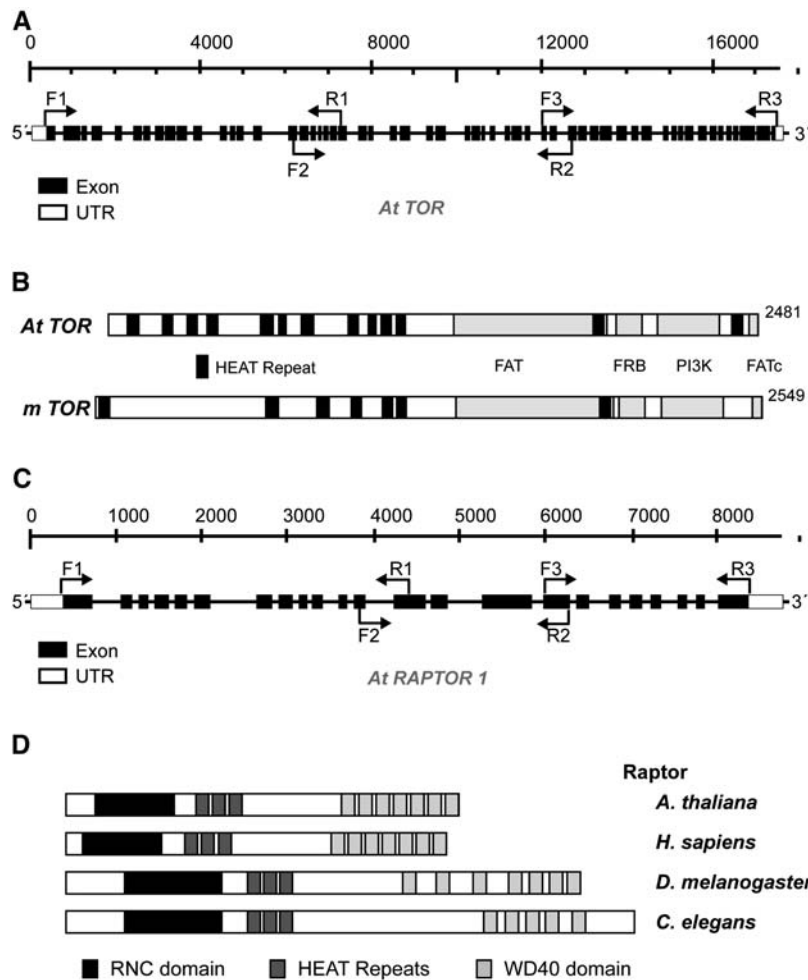 A
0 4000 8000 12000 16000
F1 R1 F3 R3
5´ 3´
F2 R2
Exon
UTR
At TOR
B
At TOR 2481
HEAT Repeat FAT FRB PI3K FATc
m TOR 2549
C
0 1000 2000 3000 4000 5000 6000 7000 8000
F1 R1 F3 R3
5´ 3´
F2 R2
Exon
UTR
At RAPTOR 1
D
Raptor
A. thaliana
H. sapiens
D. melanogaster
C. elegans
RNC domain HEAT Repeats WD40 domain